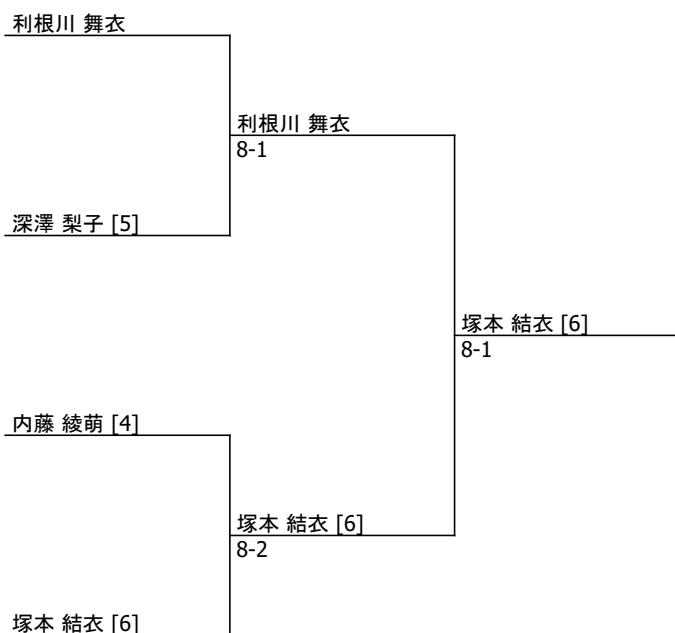 利根川 舞衣
利根川 舞衣
8-1
深澤 梨子 [5]
塚本 結衣 [6]
8-1
内藤 綾萌 [4]
塚本 結衣 [6]
8-2
塚本 結衣 [6]